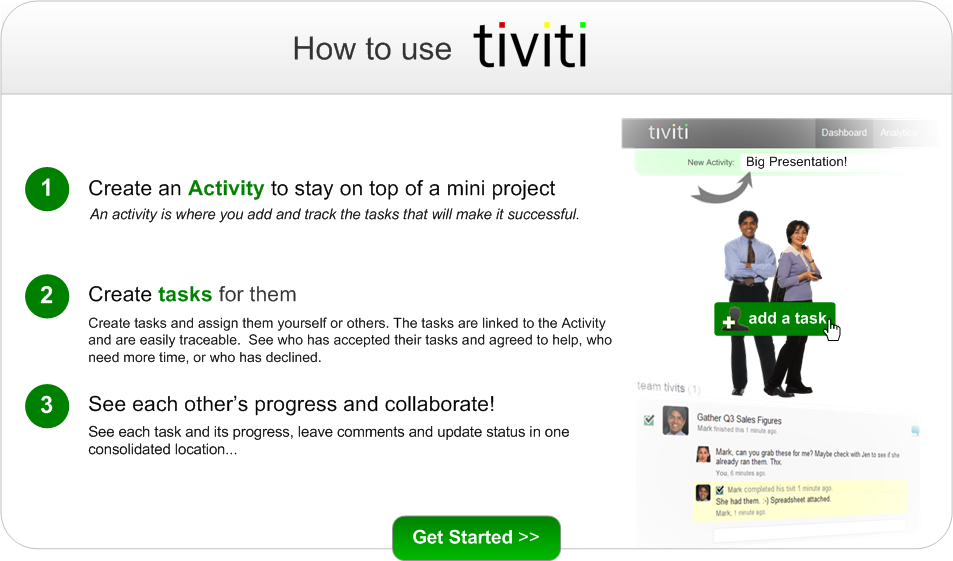 How to use tiviti
tiviti
Dashboard
Analytics
New Activity: Big Presentation!
1
Create an Activity to stay on top of a mini project
An activity is where you add and track the tasks that will make it successful.
2
Create tasks for them
Create tasks and assign them yourself or others. The tasks are linked to the Activity
and are easily traceable. See who has accepted their tasks and agreed to help, who
need more time, or who has declined.
add a task
3
See each other's progress and collaborate!
See each task and its progress, leave comments and update status in one
consolidated location...
team tivits (1)
Gather Q3 Sales Figures
Mark finished this 1 minute ago.
Mark, can you grab these for me? Maybe check with Jen to see if she
already ran them. Thx.
You, 6 minutes ago.
Mark completed his tivit 1 minute ago.
She had them. :-) Spreadsheet attached.
Mark, 1 minute ago.
Get Started >>